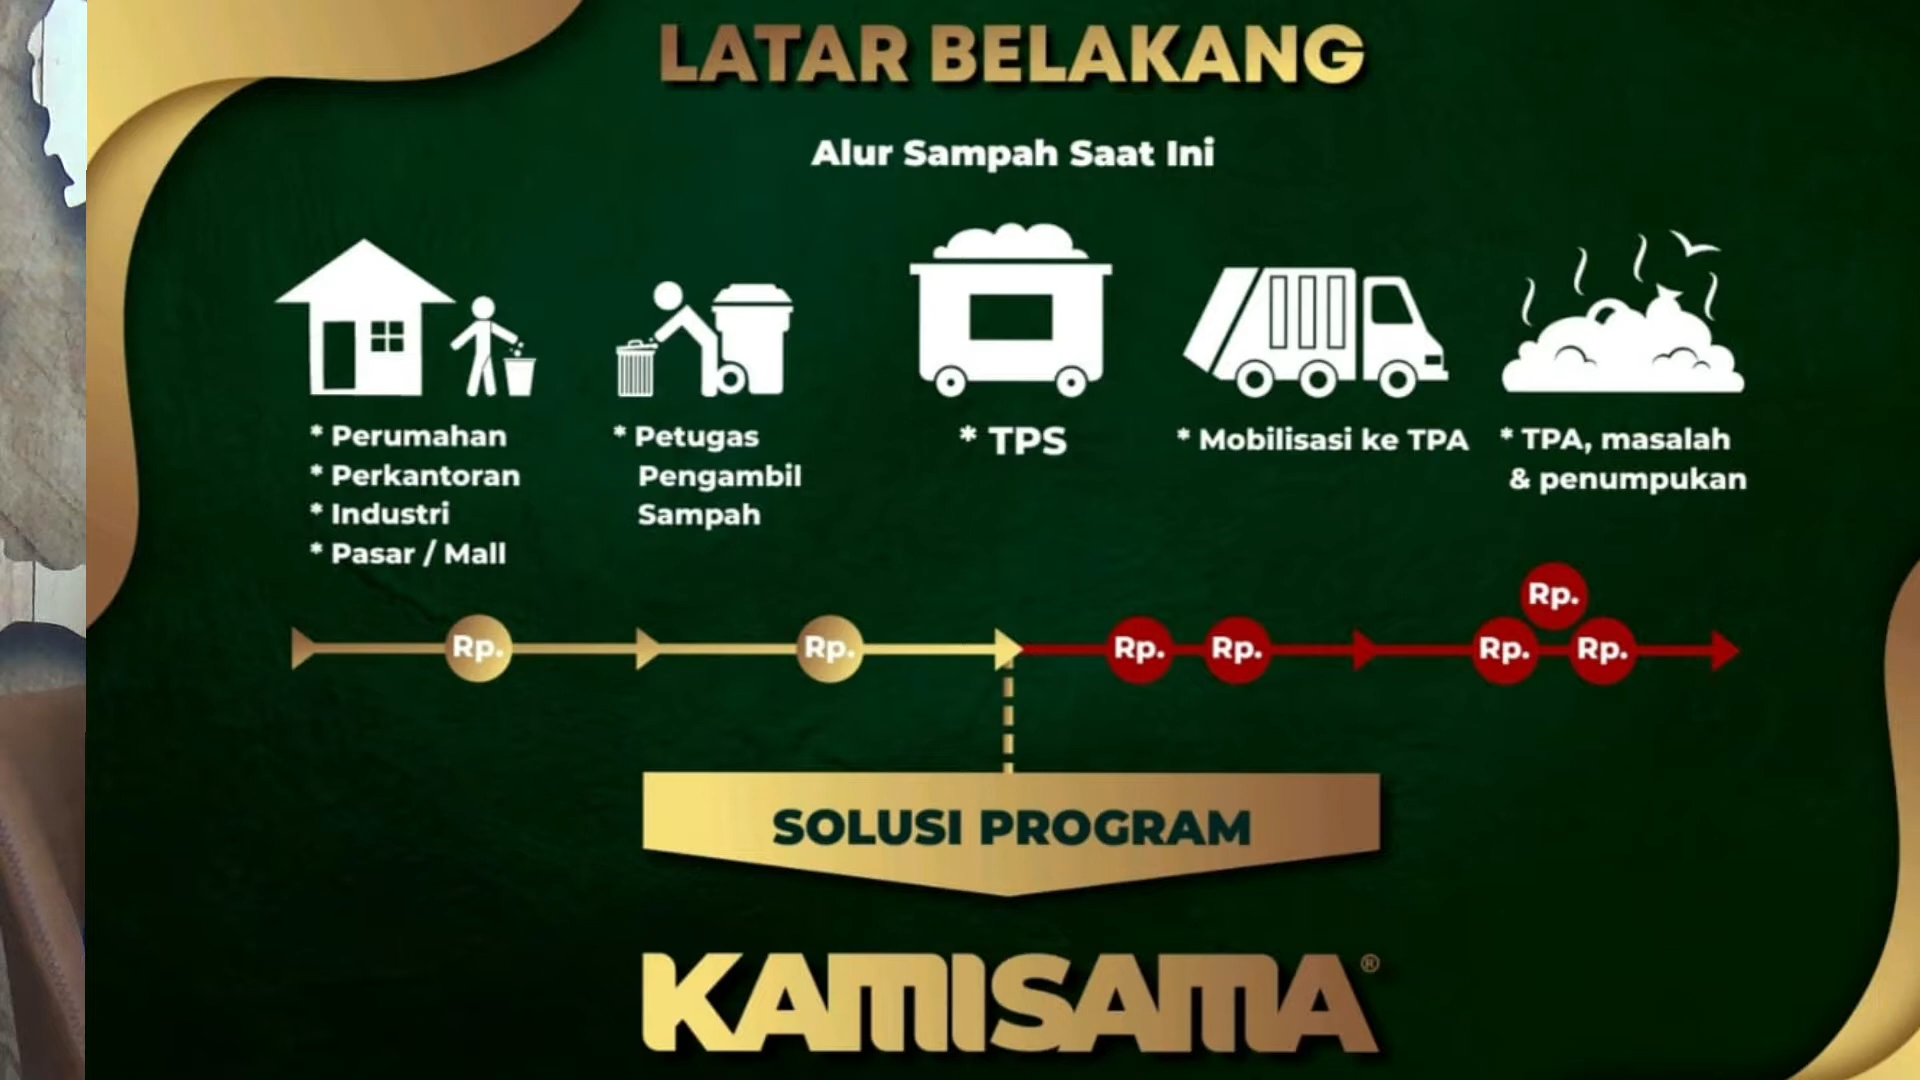 LATAR BELAKANG
Alur Sampah Saat Ini
* Perumahan
* Perkantoran
* Industri
* Pasar / Mall
* Petugas
Pengambil
Sampah
* TPS
* Mobilisasi ke TPA
* TPA, masalah
& penumpukan
Rp.
Rp.
Rp.
Rp.
Rp.
Rp.
Rp.
SOLUSI PROGRAM
KAMISAMA®